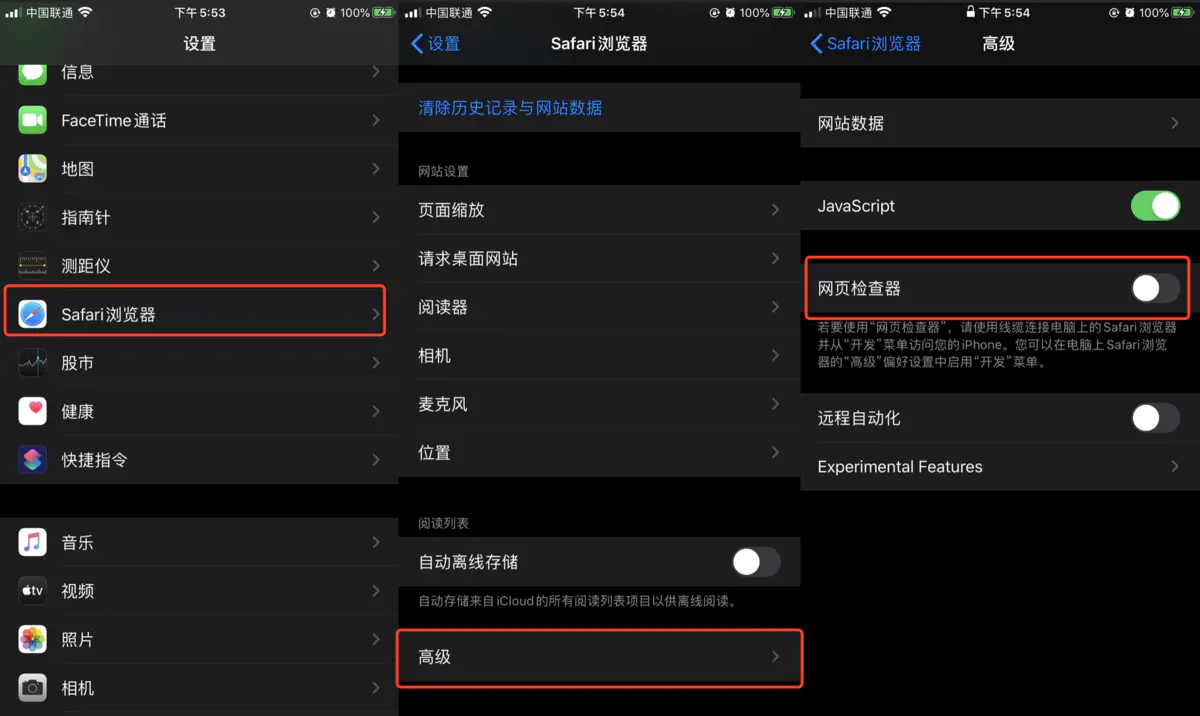 中国联通
下午5:53
100%
设置
信息
FaceTime通话
地图
指南针
测距仪
Safari浏览器
股市
健康
快捷指令
音乐
tv
视频
照片
相机
中国联通
下午5:54
100%
设置
Safari浏览器
清除历史记录与网站数据
网站设置
页面缩放
请求桌面网站
阅读器
相机
麦克风
位置
阅读列表
自动离线存储
自动存储来自iCloud的所有阅读列表项目以供离线阅读。
高级
中国联通
下午5:54
100%
Safari浏览器
高级
网站数据
JavaScript
网页检查器
若要使用“网页检查器”，请使用线缆连接电脑上的Safari浏览器
并从“开发”菜单访问您的iPhone。您可以在电脑上Safari浏览
器的“高级”偏好设置中启用“开发”菜单。
远程自动化
Experimental Features